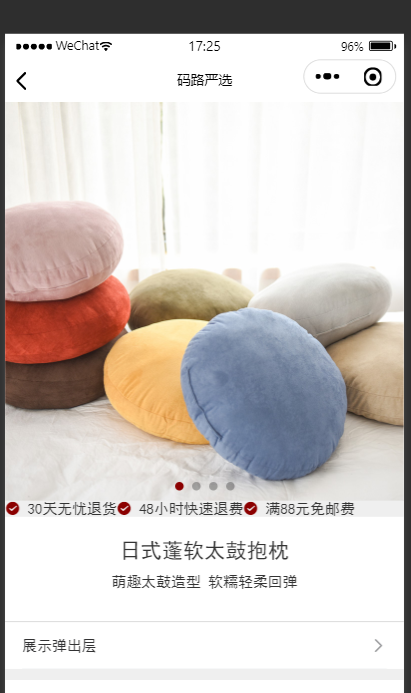 WeChat 17:25 96%
码路严选
30天无忧退货 48小时快速退费 满88元免邮费
日式蓬软太鼓抱枕
萌趣太鼓造型 软糯轻柔回弹
展示弹出层